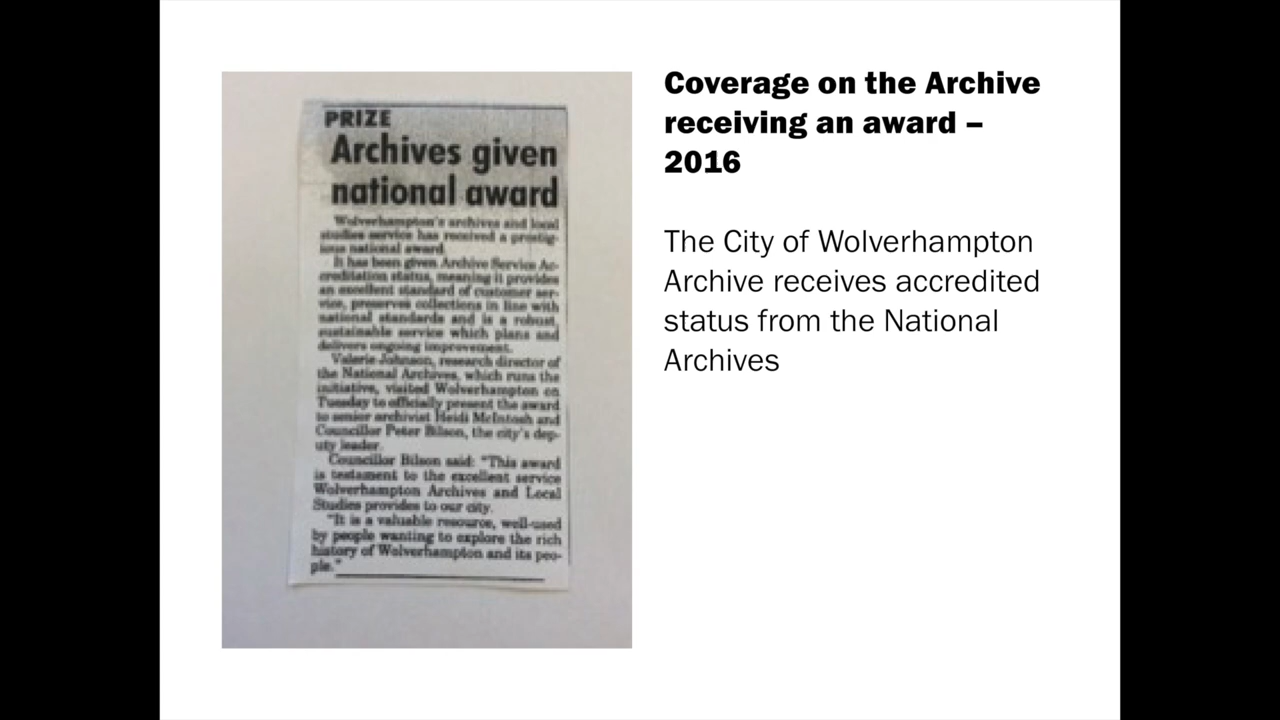 PRIZE
Archives given
national award
Wolverhampton's archives and local
studies service has received a prestig-
ious national award.
It has been given Archive Service Ac-
creditation status, meaning it provides
an excellent standard of customer ser-
vice, preserves collections in line with
national standards and is a robust,
sustainable service which plans and
delivers ongoing improvement.
Valerie Johnson, research director of
the National Archives, which runs the
initiative, visited Wolverhampton on
Tuesday to officially present the award
to senior archivist Heidi McIntosh and
Councillor Peter Bilson, the city's dep-
uty leader.
Councillor Bilson said: "This award
is testament to the excellent service
Wolverhampton Archives and Local
Studies provides to our city.
"It is a valuable resource, well-used
by people wanting to explore the rich
history of Wolverhampton and its peo-
ple."
Coverage on the Archive
receiving an award –
2016
The City of Wolverhampton
Archive receives accredited
status from the National
Archives